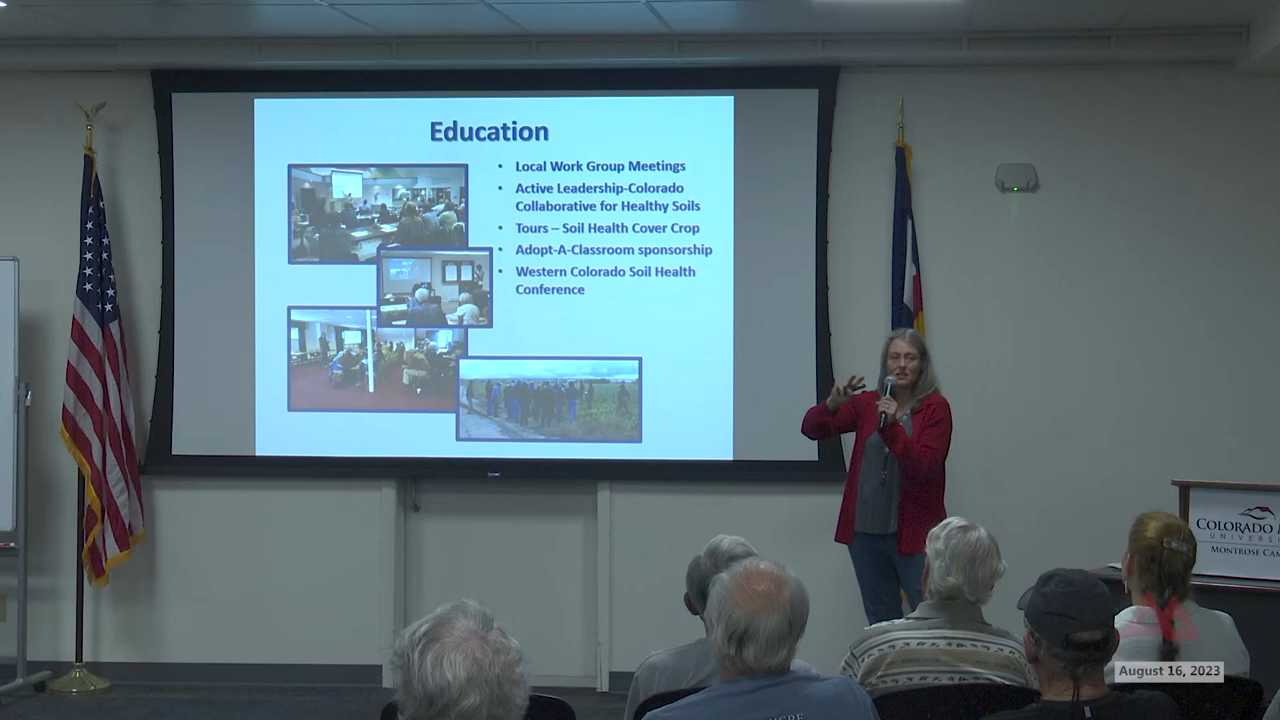 Education
• Local Work Group Meetings
• Active Leadership-Colorado
Collaborative for Healthy Soils
• Tours – Soil Health Cover Crop
• Adopt-A-Classroom sponsorship
• Western Colorado Soil Health
Conference
COLORADO
MONTROSE
August 16, 2023